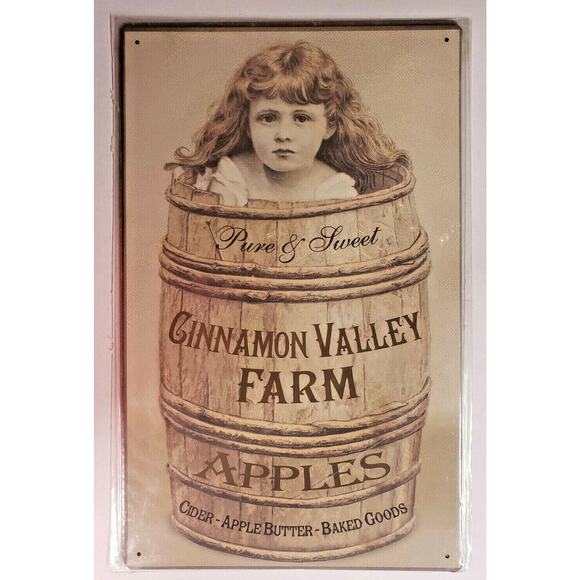 Pure & Sweet
CINNAMON VALLEY
FARM
APPLES
CIDER - APPLE BUTTER - BAKED GOODS